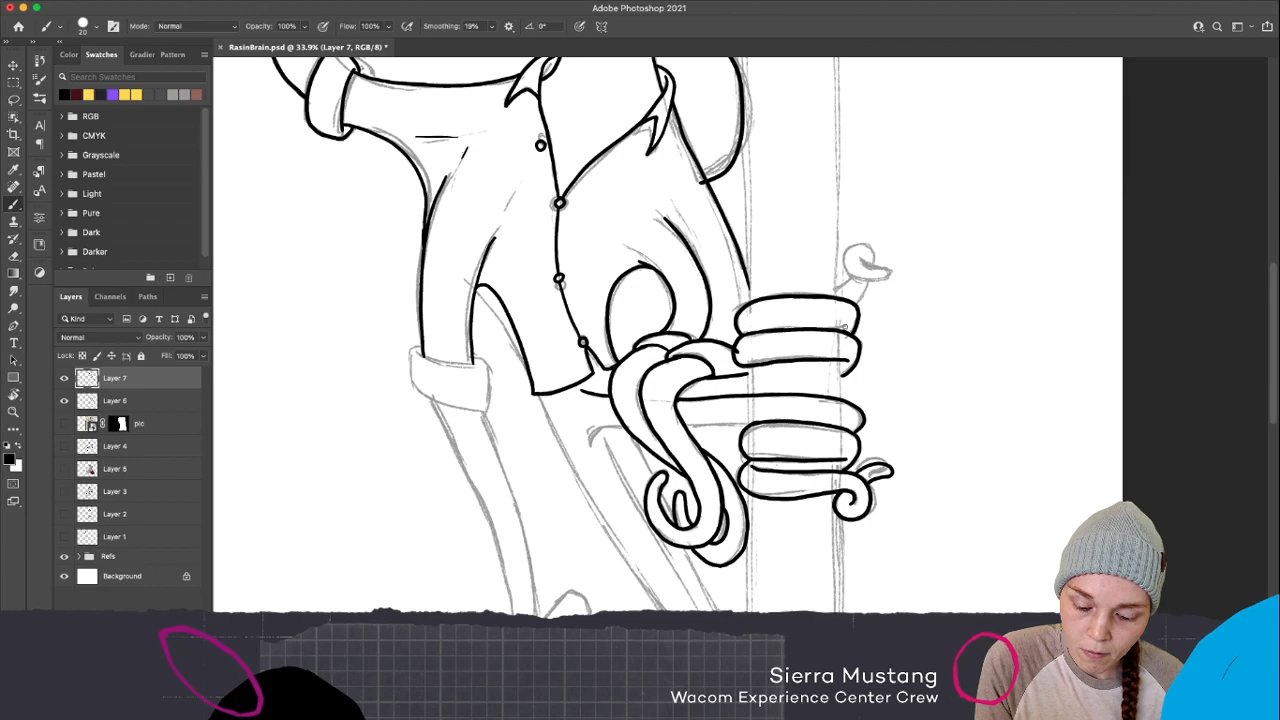 Adobe Photoshop 2021
20
Mode: Normal
Opacity: 100%
Flow: 100%
Smoothing: 19%
0°
RasinBrain.psd @ 33.9% (Layer 7, RGB/8) *
Color Swatches Gradier Pattern
Search Swatches
RGB
CMYK
Grayscale
Pastel
Light
Pure
Dark
Darker
Layers Channels Paths
Kind
Normal Opacity: 100%
Lock: Fill: 100%
Layer 7
Layer 6
pic
Layer 4
Layer 5
Layer 3
Layer 2
Layer 1
Refs
Background
Sierra Mustang
Wacom Experience Center Crew